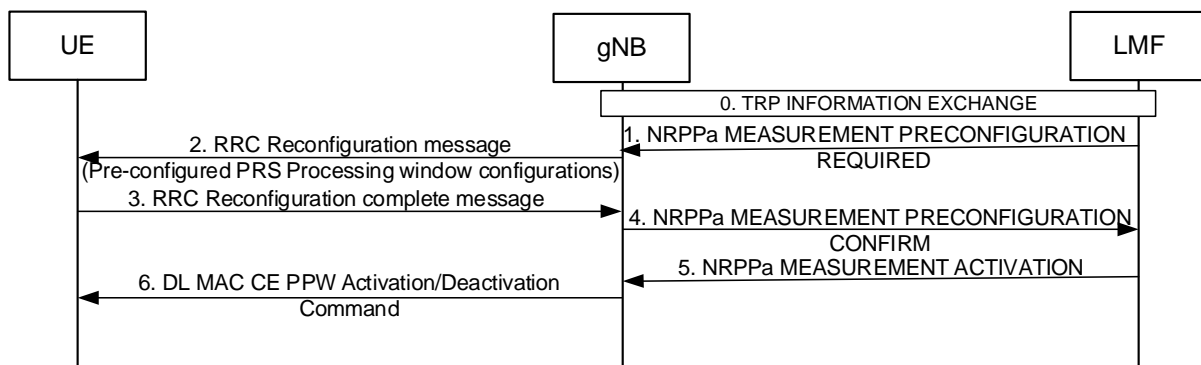 UE
gNB
LMF
0. TRP INFORMATION EXCHANGE
1. NRPPa MEASUREMENT PRECONFIGURATION
REQUIRED
2. RRC Reconfiguration message
(Pre-configured PRS Processing window configurations)
3. RRC Reconfiguration complete message
4. NRPPa MEASUREMENT PRECONFIGURATION
CONFIRM
5. NRPPa MEASUREMENT ACTIVATION
6. DL MAC CE PPW Activation/Deactivation
Command